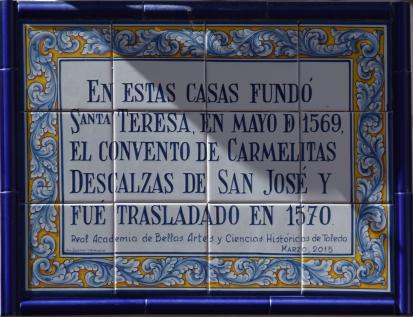 EN ESTAS CASAS FUNDÓ
SANTA TERESA, EN MAYO D 1569,
EL CONVENTO DE CARMELITAS
DESCALZAS DE SAN JOSÉ Y
FUÉ TRASLADADO EN 1570.
Real Academia de Bellas Artes y Ciencias Históricas de Toledo
MARZO, 2015